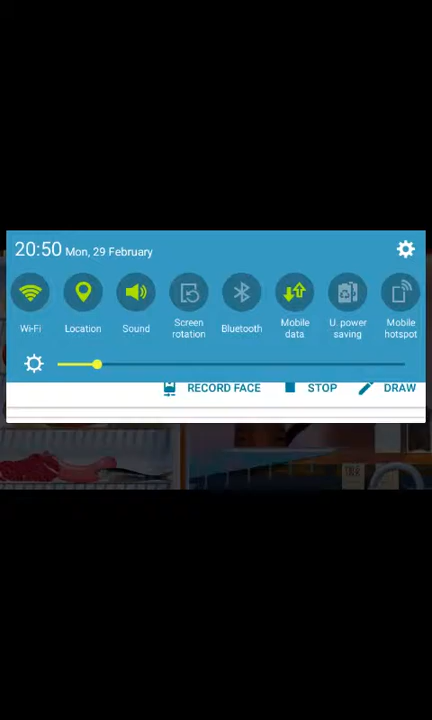 20:50 Mon, 29 February
Wi-Fi
Location
Sound
Screen
rotation
Bluetooth
Mobile
data
U. power
saving
Mobile
hotspot
RECORD FACE
STOP
DRAW